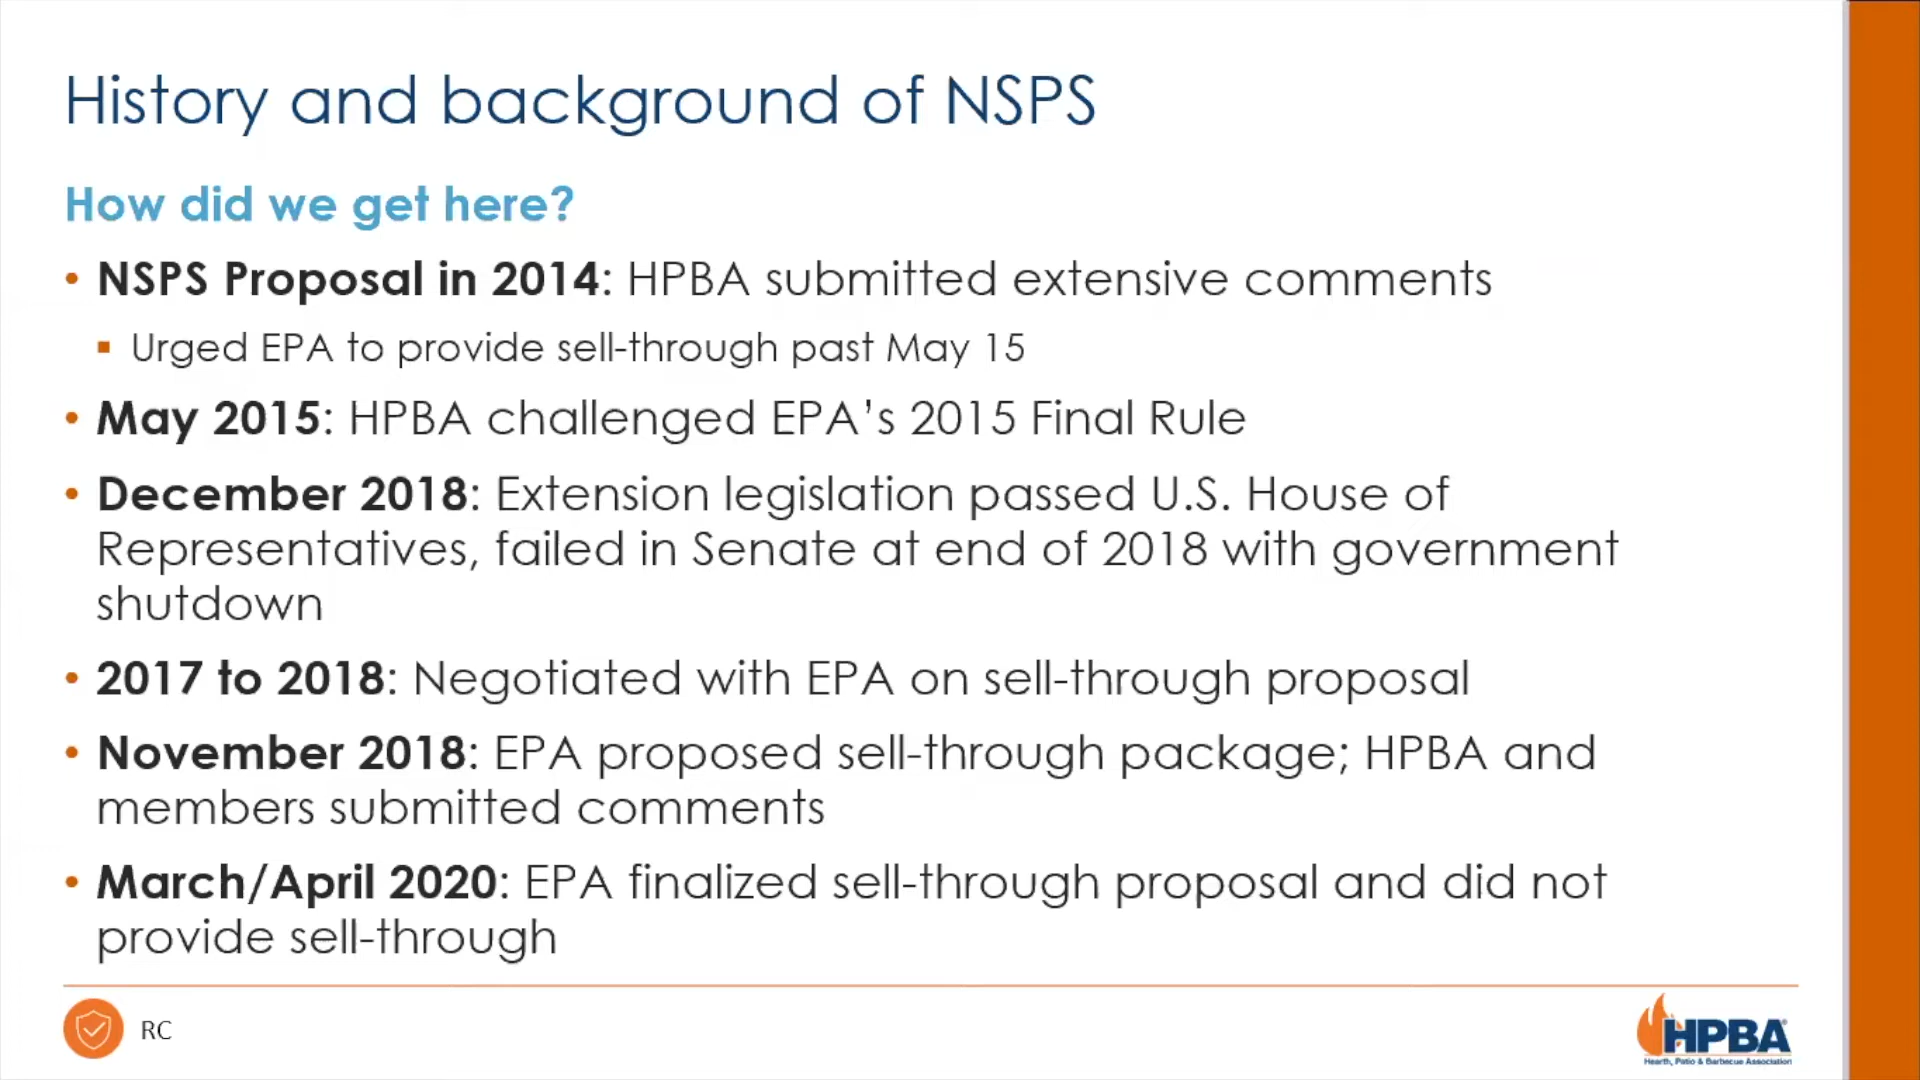 History and background of NSPS
How did we get here?
• NSPS Proposal in 2014: HPBA submitted extensive comments
▪ Urged EPA to provide sell-through past May 15
• May 2015: HPBA challenged EPA’s 2015 Final Rule
• December 2018: Extension legislation passed U.S. House of
Representatives, failed in Senate at end of 2018 with government
shutdown
• 2017 to 2018: Negotiated with EPA on sell-through proposal
• November 2018: EPA proposed sell-through package; HPBA and
members submitted comments
• March/April 2020: EPA finalized sell-through proposal and did not
provide sell-through
RC
HPBA
Hearth, Patio & Barbecue Association